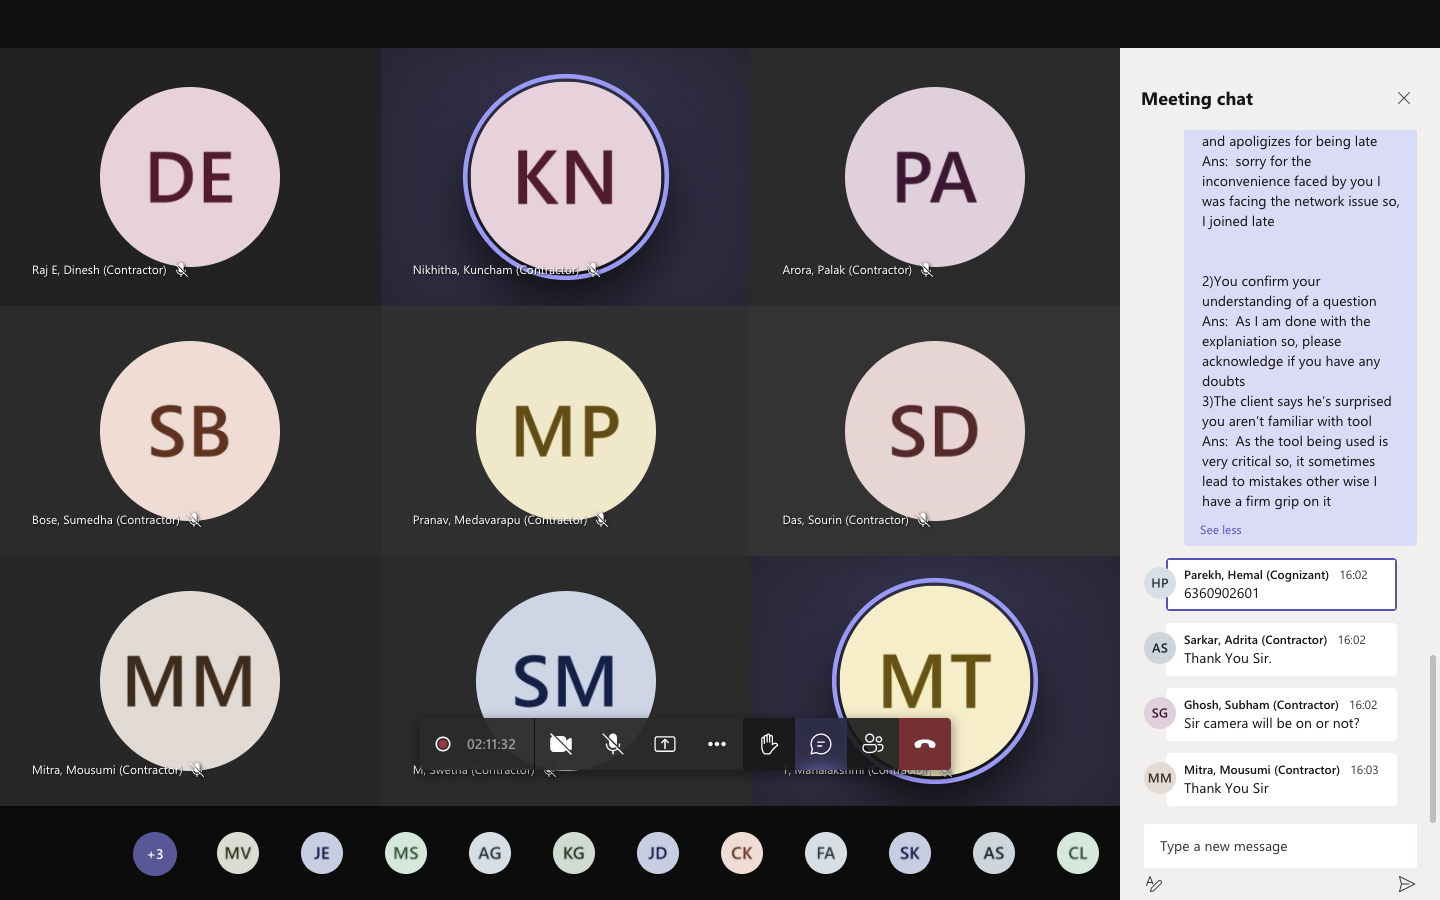 DE
KN
PA
Raj E, Dinesh (Contractor)
Nikhitha, Kuncham (Contractor)
Arora, Palak (Contractor)
SB
MP
SD
Bose, Sumedha (Contractor)
Pranav, Medavarapu (Contractor)
Das, Sourin (Contractor)
MM
SM
MT
02:11:32
Mitra, Mousumi (Contractor)
M, Swetha (Contractor)
T, Mahalakshmi (Contractor)
+3
MV
JE
MS
AG
KG
JD
CK
FA
SK
AS
CL
Meeting chat
and apoligizes for being late
Ans:  sorry for the
inconvenience faced by you I
was facing the network issue so,
I joined late
2)You confirm your
understanding of a question
Ans:  As I am done with the
explaniation so, please
acknowledge if you have any
doubts
3)The client says he’s surprised
you aren’t familiar with tool
Ans:  As the tool being used is
very critical so, it sometimes
lead to mistakes other wise I
have a firm grip on it
See less
HP
Parekh, Hemal (Cognizant) 16:02
6360902601
AS
Sarkar, Adrita (Contractor) 16:02
Thank You Sir.
SG
Ghosh, Subham (Contractor) 16:02
Sir camera will be on or not?
MM
Mitra, Mousumi (Contractor) 16:03
Thank You Sir
Type a new message